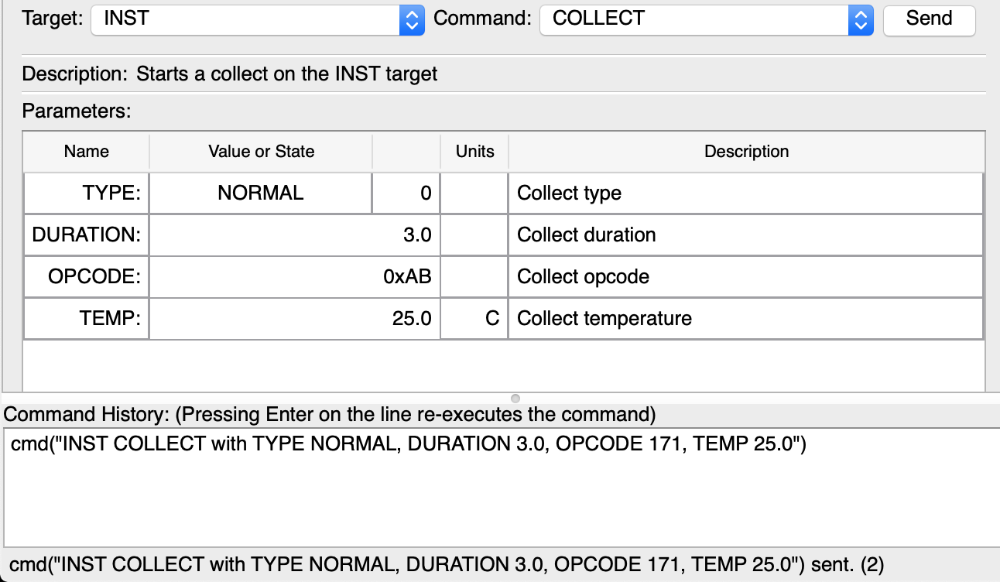 Target: INST Command: COLLECT Send
Description: Starts a collect on the INST target
Parameters:
Name Value or State Units Description
TYPE: NORMAL 0 Collect type
DURATION: 3.0 Collect duration
OPCODE: 0xAB Collect opcode
TEMP: 25.0 C Collect temperature
Command History: (Pressing Enter on the line re-executes the command)
cmd("INST COLLECT with TYPE NORMAL, DURATION 3.0, OPCODE 171, TEMP 25.0")
cmd("INST COLLECT with TYPE NORMAL, DURATION 3.0, OPCODE 171, TEMP 25.0") sent. (2)